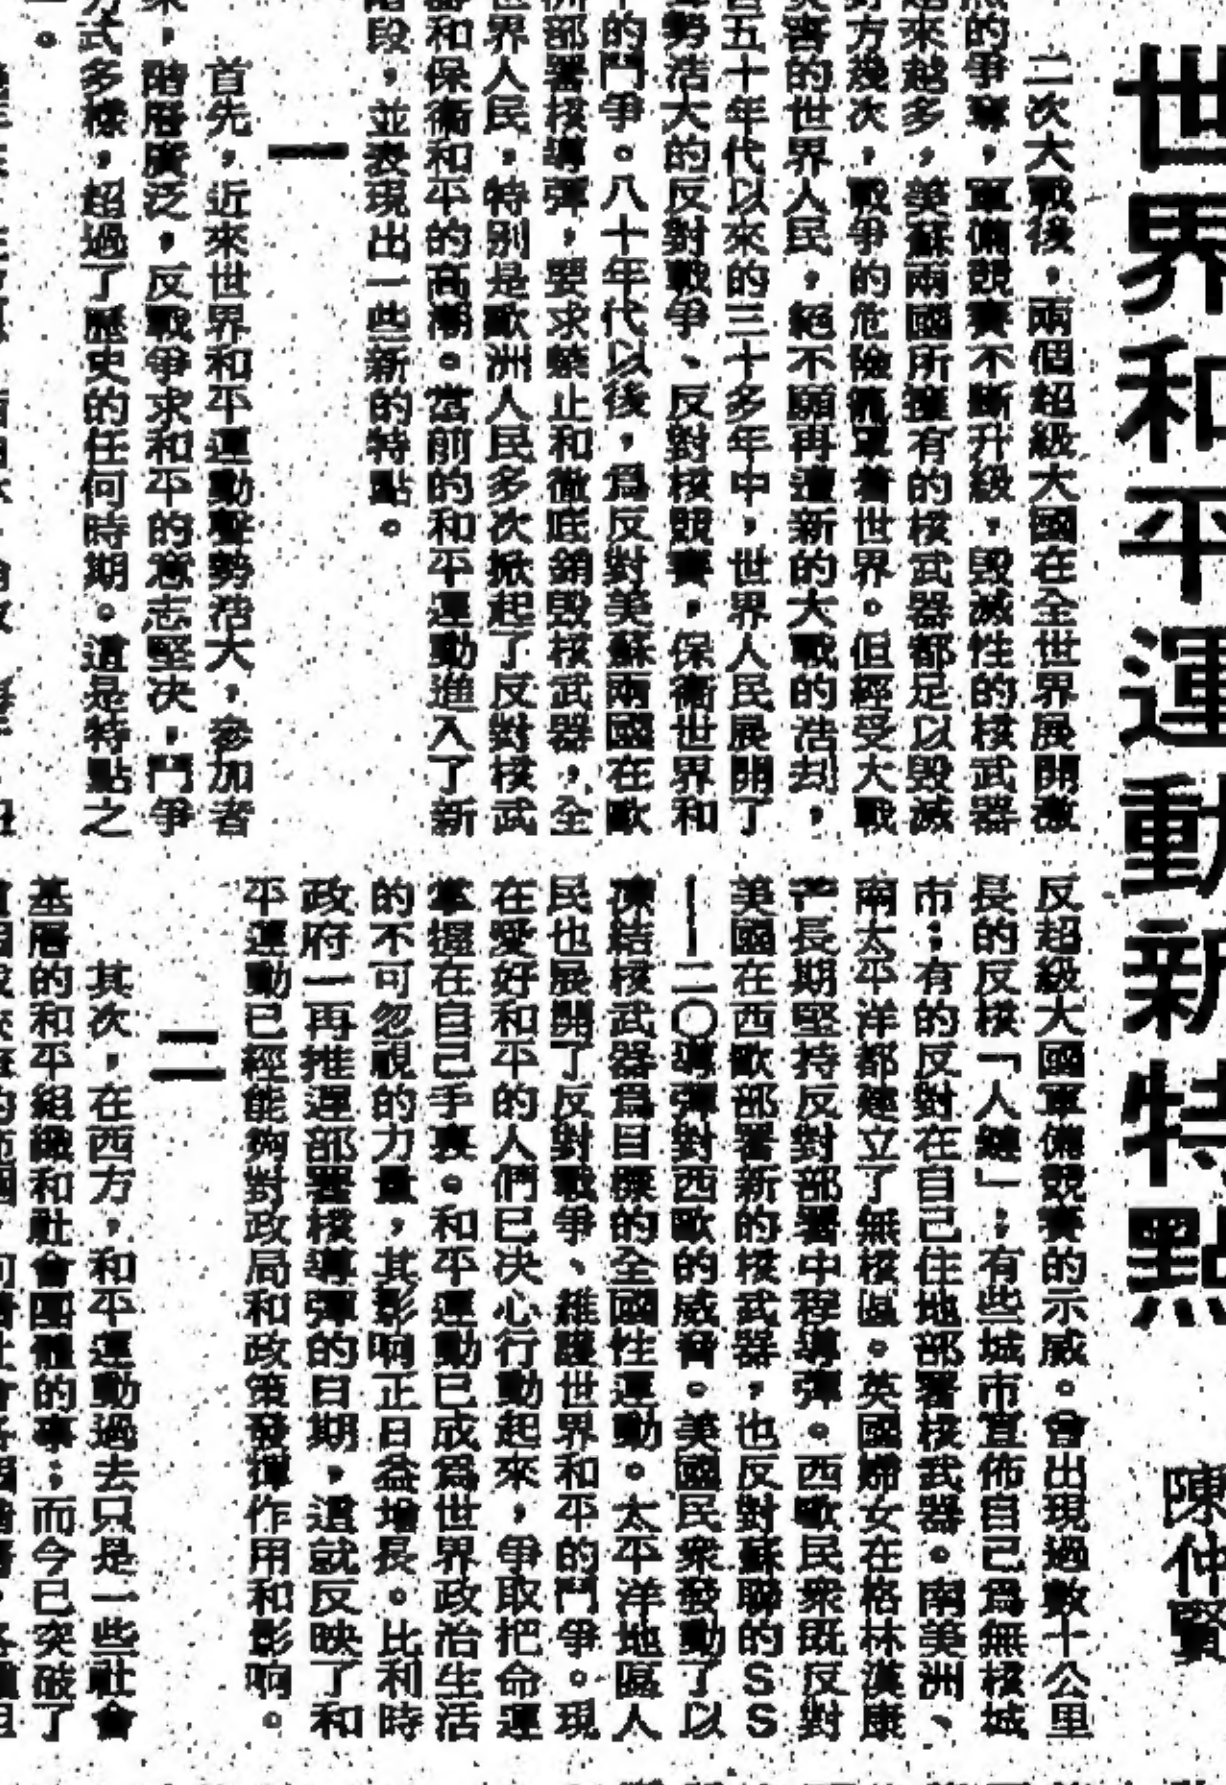 世界和平運動新特點
陳仲賢
二次大戰後，兩個超級大國在全世界展開激
烈的爭奪，軍備競賽不斷升級，毀滅性的核武器
越來越多，美蘇兩國所擁有的核武器都足以毀滅
對方幾次，戰爭的危險籠罩着世界。但經受大戰
災害的世界人民，絕不願再遭新的大戰的浩劫，
五十年代以來的三十多年中，世界人民展開了
聲勢浩大的反對戰爭、反對核競賽，保衛世界和
平的鬥爭。八十年代以後，爲反對美蘇兩國在歐
洲部署核導彈，要求禁止和徹底銷毀核武器，全
世界人民，特别是歐洲人民多次掀起了反對核武
器和保衛和平的高潮。當前的和平運動進入了新
階段，並表現出一些新的特點。
一
首先，近來世界和平運動聲勢浩大，參加者
衆，階層廣泛，反戰爭求和平的意志堅决，鬥爭
方式多樣，超過了歷史的任何時期。這是特點之
一。
反超級大國軍備競賽的示威。曾出現過數十公里
長的反核「人鏈」；有些城市宣佈自己爲無核城
市；有的反對在自己住地部署核武器。南美洲、
南太平洋都建立了無核區。英國婦女在格林漢康
長期堅持反對部署中程導彈。西歐民衆既反對
美國在西歐部署新的核武器，也反對蘇聯的SS
——二〇導彈對西歐的威脅。美國民衆發動了以
凍結核武器爲目標的全國性運動。太平洋地區人
民也展開了反對戰爭、維護世界和平的鬥爭。現
在愛好和平的人們已决心行動起來，爭取把命運
掌握在自己手裏。和平運動已成爲世界政治生活
的不可忽視的力量，其影响正日益增長。比利時
政府一再推遲部署核導彈的日期，這就反映了和
平運動已經能夠對政局和政策發揮作用和影响。
二
其次，在西方，和平運動過去只是一些社會
基層的和平組織和社會團體的事；而今已突破了